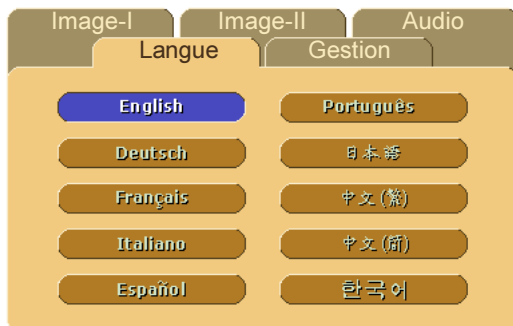 Image-I Image-II Audio
Langue Gestion
English Português
Deutsch 日本語
Français 中文(繁)
Italiano 中文(简)
Español 한국어